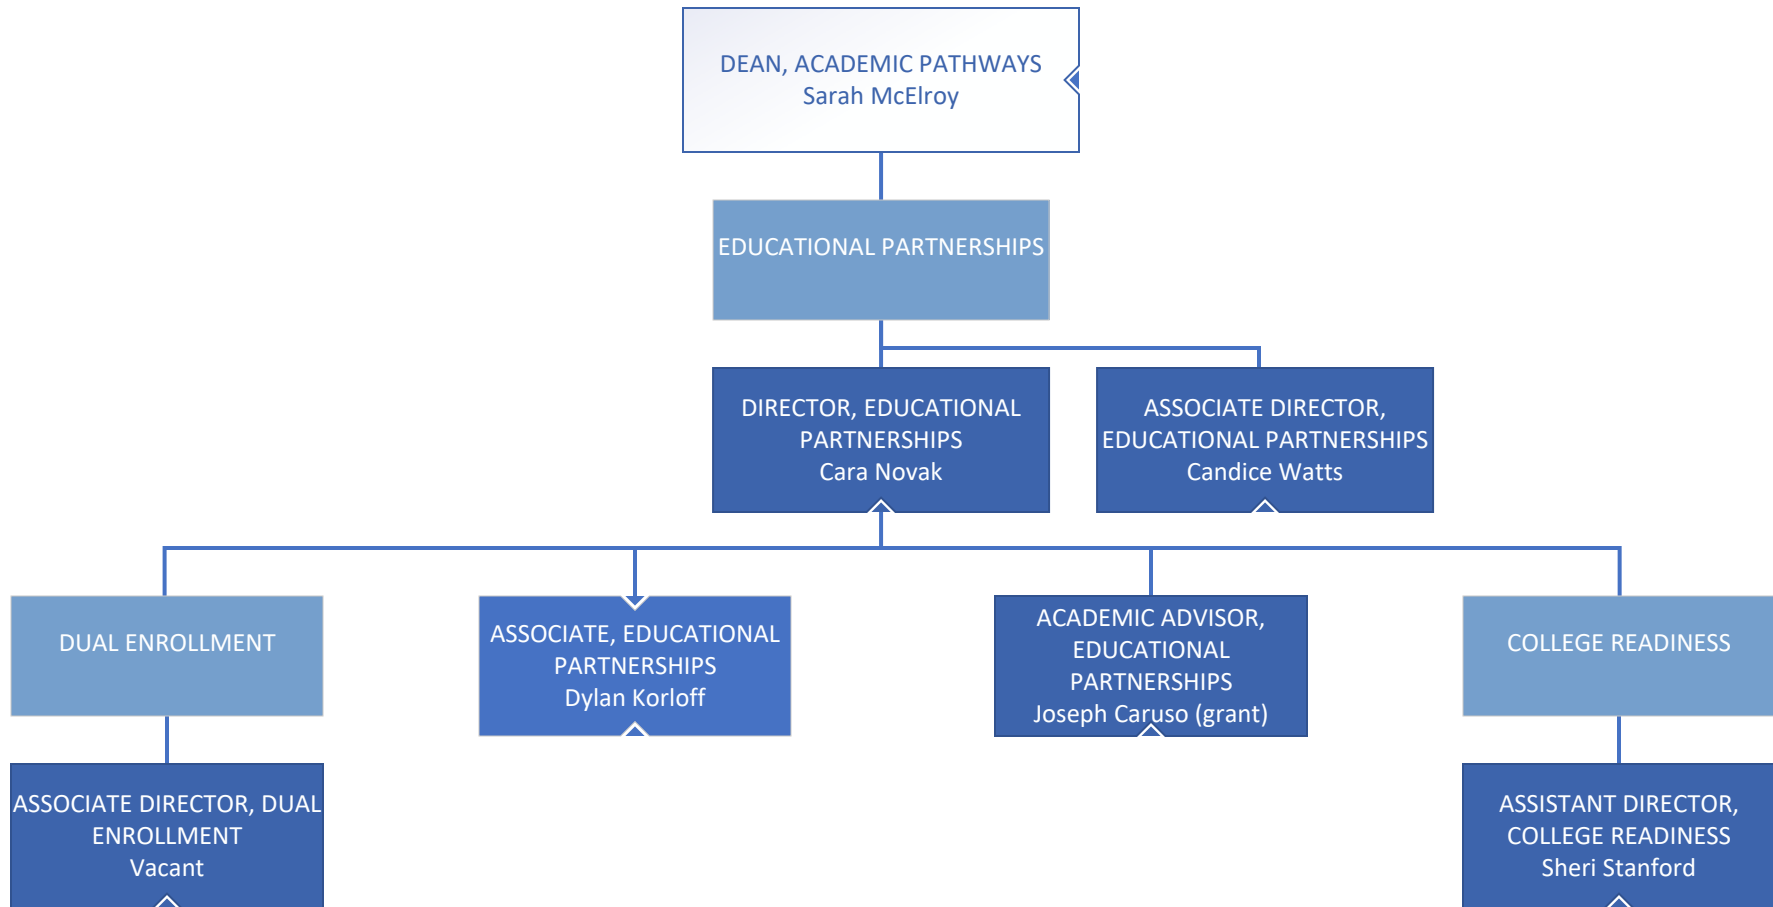 DEAN, ACADEMIC PATHWAYS
Sarah McElroy
EDUCATIONAL PARTNERSHIPS
DIRECTOR, EDUCATIONAL
PARTNERSHIPS
Cara Novak
ASSOCIATE DIRECTOR,
EDUCATIONAL PARTNERSHIPS
Candice Watts
DUAL ENROLLMENT
ASSOCIATE, EDUCATIONAL
PARTNERSHIPS
Dylan Korloff
ACADEMIC ADVISOR,
EDUCATIONAL
PARTNERSHIPS
Joseph Caruso (grant)
COLLEGE READINESS
ASSOCIATE DIRECTOR, DUAL
ENROLLMENT
Vacant
ASSISTANT DIRECTOR,
COLLEGE READINESS
Sheri Stanford